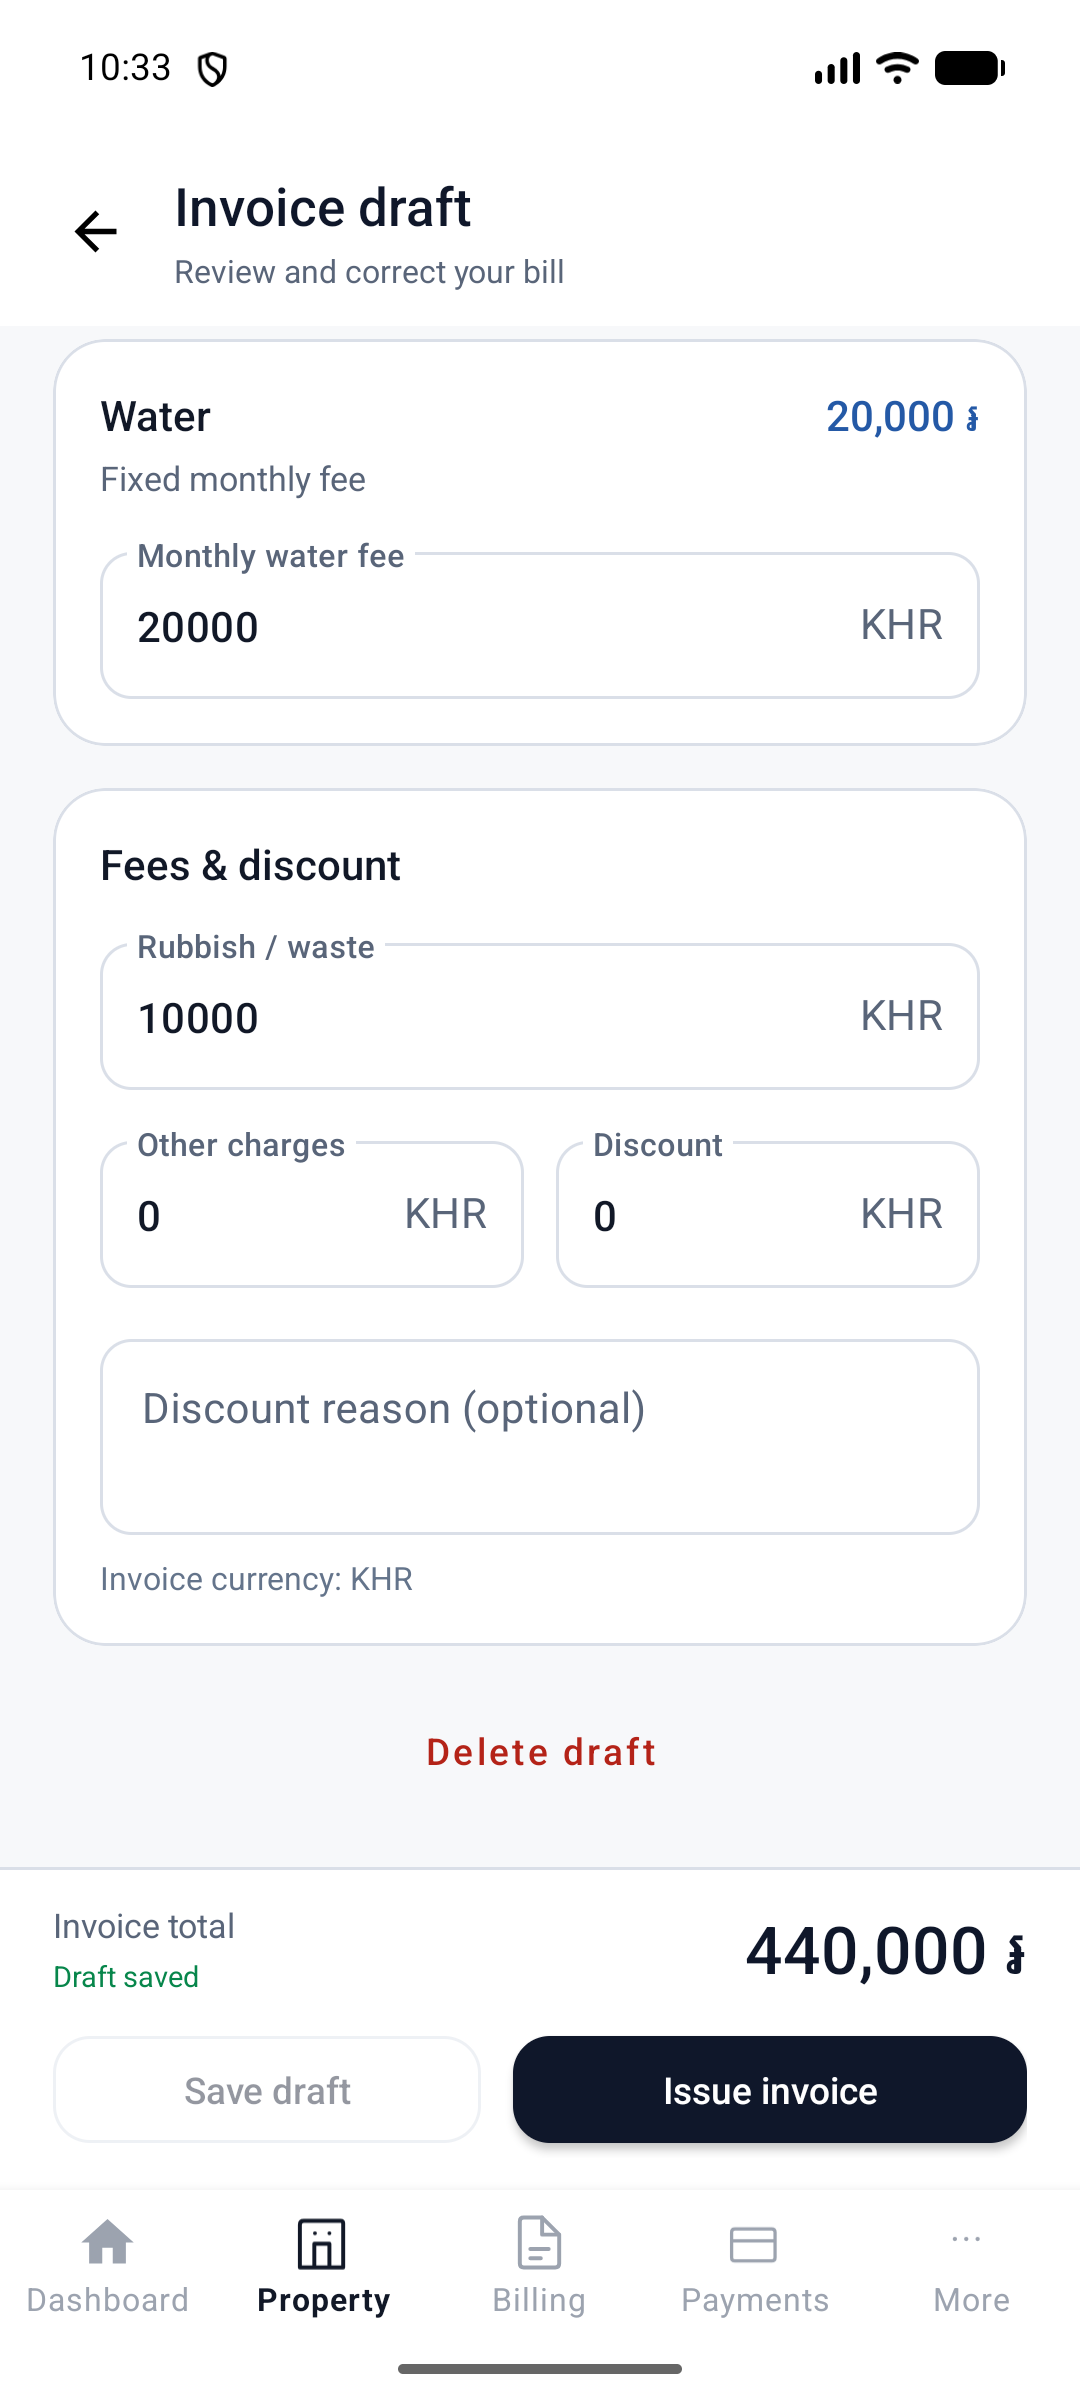 10:33
Invoice draft
Review and correct your bill
Water 20,000 ៛
Fixed monthly fee
Monthly water fee
20000 KHR
Fees & discount
Rubbish / waste
10000 KHR
Other charges Discount
0 KHR 0 KHR
Discount reason (optional)
Invoice currency: KHR
Delete draft
Invoice total 440,000 ៛
Draft saved
Save draft Issue invoice
Dashboard Property Billing Payments More